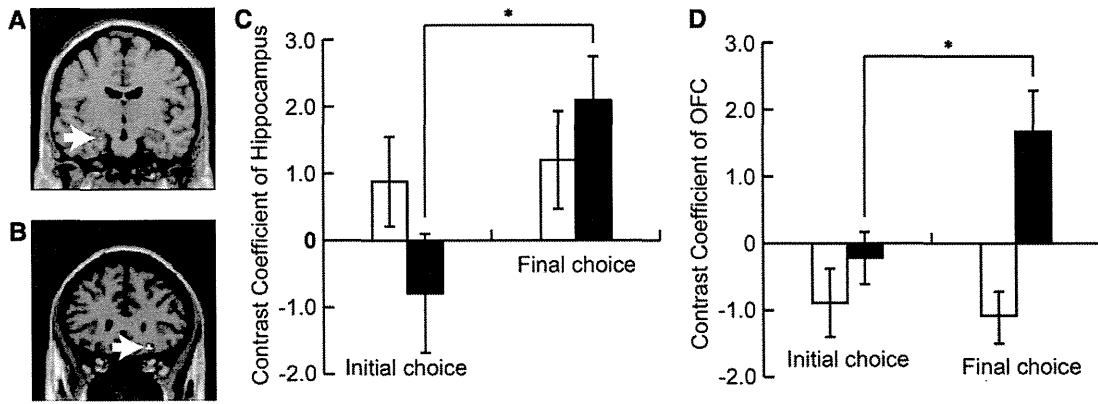 A
B
C
Contrast Coefficient of Hippocampus
3.0
2.0
1.0
0
-1.0
-2.0
*
Initial choice
Final choice
D
Contrast Coefficient of OFC
3.0
2.0
1.0
0
-1.0
-2.0
*
Initial choice
Final choice